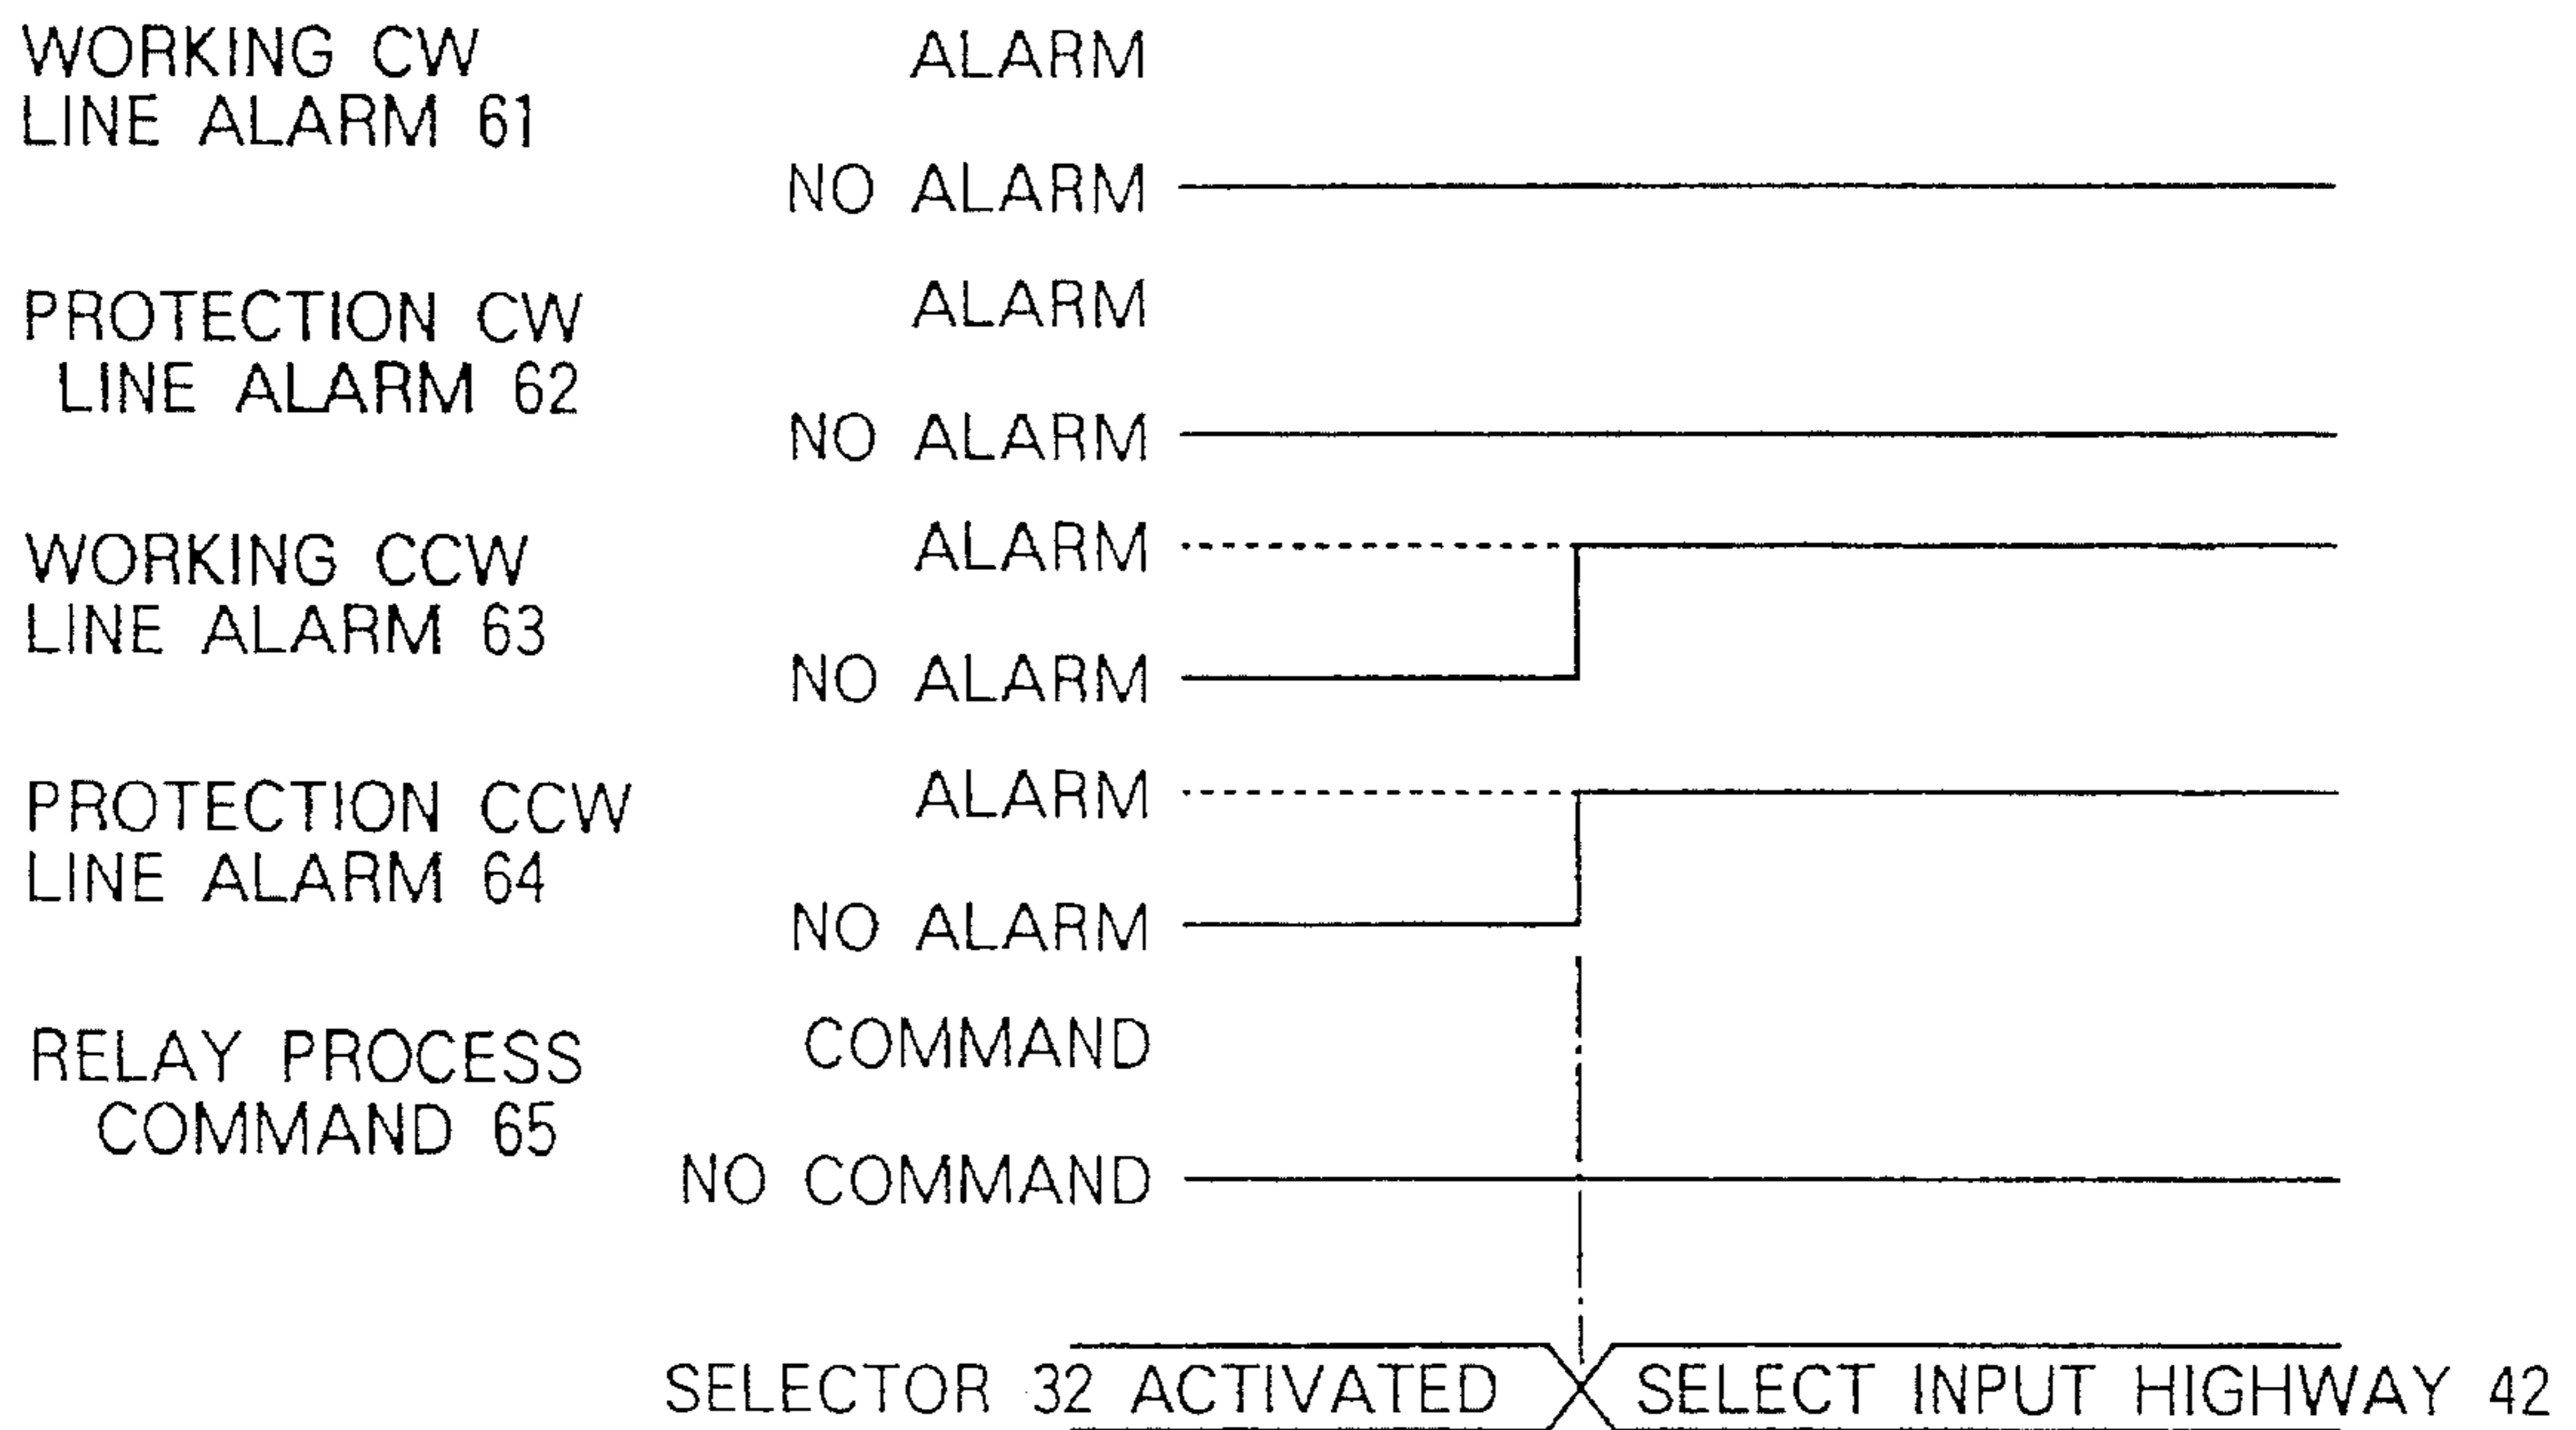 WORKING CW
LINE ALARM 61
ALARM
NO ALARM
PROTECTION CW
LINE ALARM 62
ALARM
NO ALARM
WORKING CCW
LINE ALARM 63
ALARM
NO ALARM
PROTECTION CCW
LINE ALARM 64
ALARM
NO ALARM
RELAY PROCESS
COMMAND 65
COMMAND
NO COMMAND
SELECTOR 32 ACTIVATED SELECT INPUT HIGHWAY 42